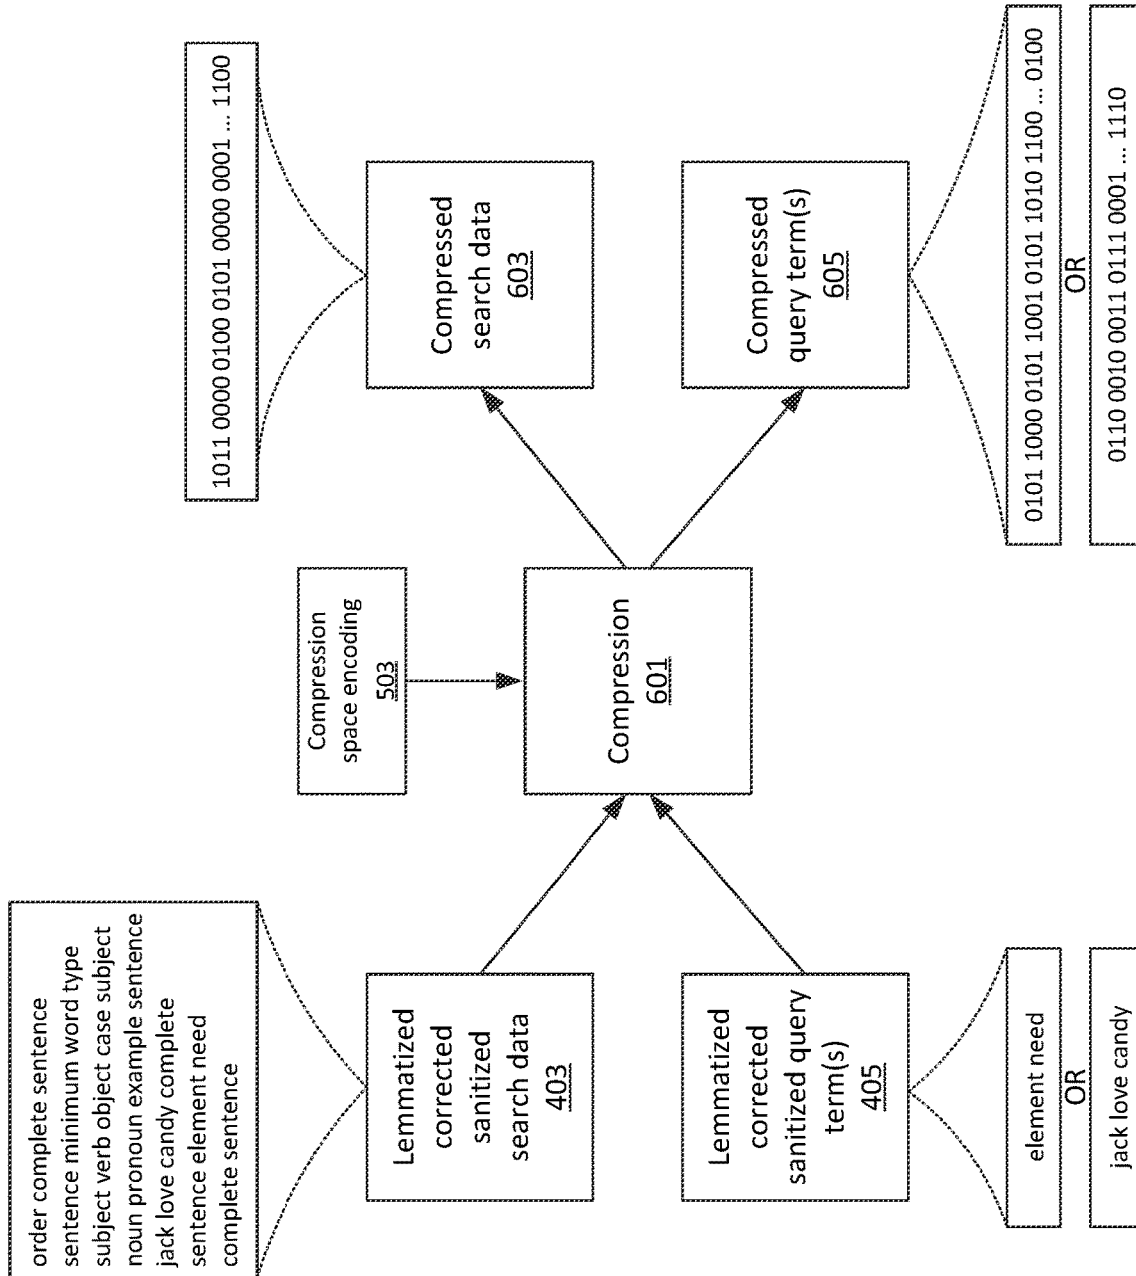 order complete sentence
sentence minimum word type
subject verb object case subject
noun pronoun example sentence
jack love candy complete
sentence element need
complete sentence
Lemmatized
corrected
sanitized
search data
403
Lemmatized
corrected
sanitized query
term(s)
405
element need
OR
jack love candy
Compression
space encoding
503
Compression
601
1011 0000 0100 0101 0000 0001 ... 1100
Compressed
search data
603
Compressed
query term(s)
605
0101 1000 0101 1001 0101 1010 1100 ... 0100
OR
0110 0010 0011 0111 0001 ... 1110